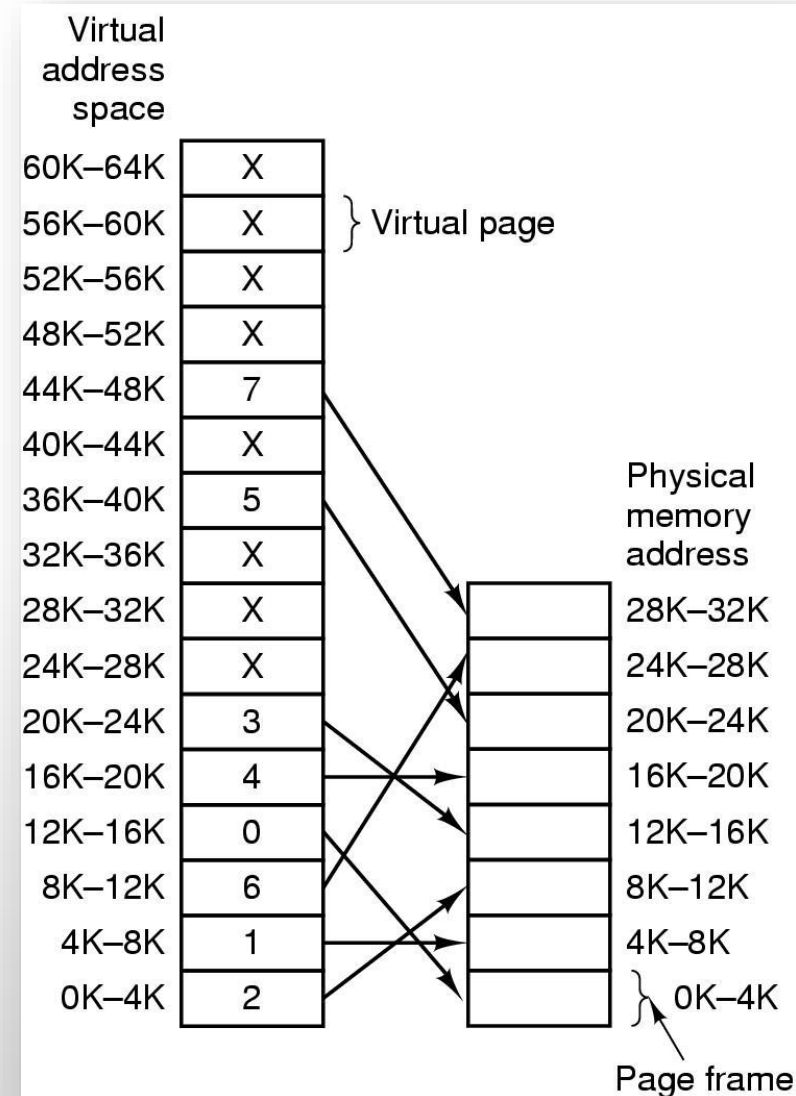 Virtual
address
space
60K–64K X
56K–60K X Virtual page
52K–56K X
48K–52K X
44K–48K 7
40K–44K X
36K–40K 5
32K–36K X
28K–32K X
24K–28K X
20K–24K 3
16K–20K 4
12K–16K 0
8K–12K 6
4K–8K 1
0K–4K 2
Physical
memory
address
28K–32K
24K–28K
20K–24K
16K–20K
12K–16K
8K–12K
4K–8K
0K–4K
Page frame